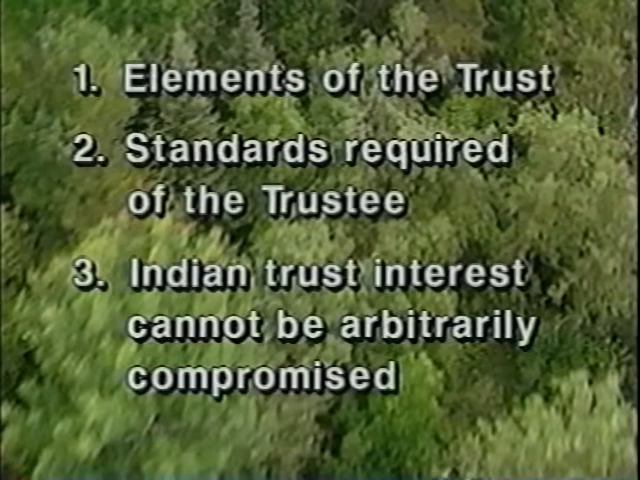 1. Elements of the Trust
2. Standards required
of the Trustee
3. Indian trust interest
cannot be arbitrarily
compromised